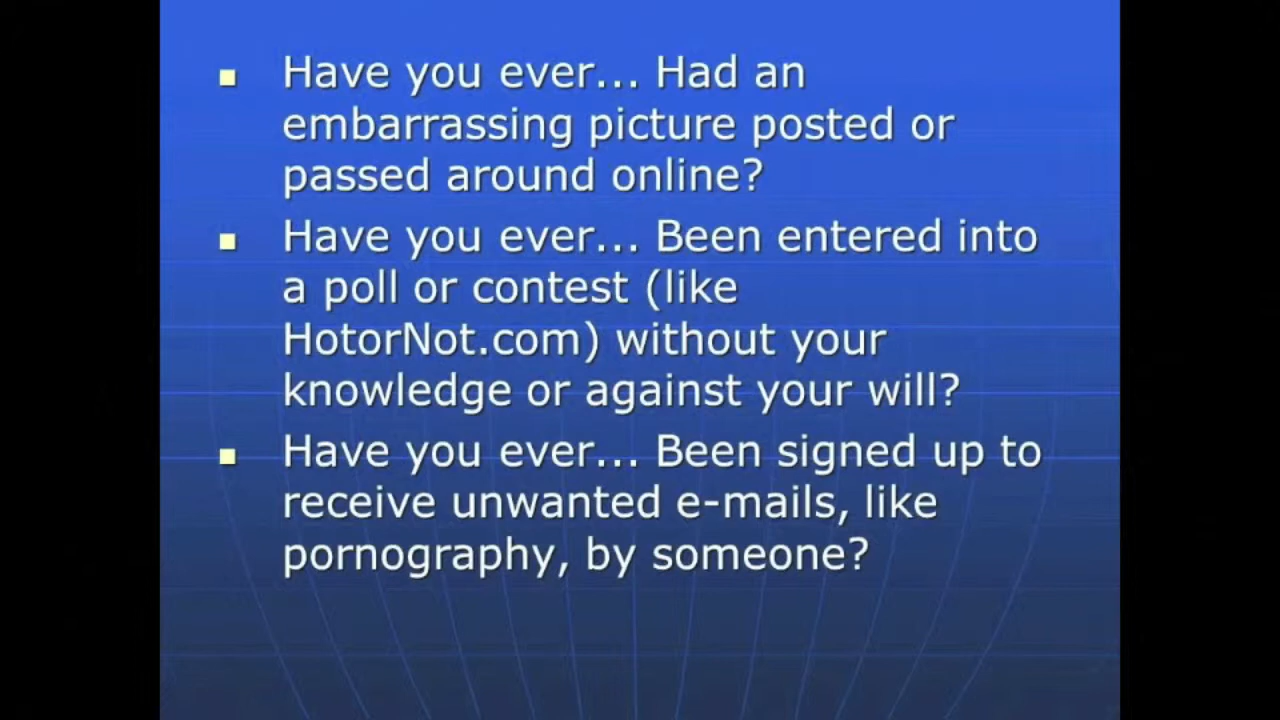 Have you ever... Had an
embarrassing picture posted or
passed around online?
Have you ever... Been entered into
a poll or contest (like
HotorNot.com) without your
knowledge or against your will?
Have you ever... Been signed up to
receive unwanted e-mails, like
pornography, by someone?